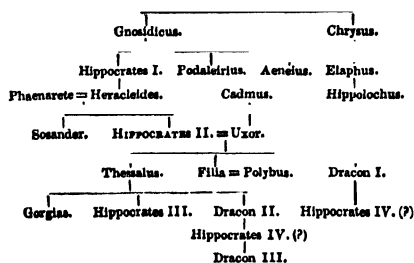 Gnosidicus. Chrysus.
Hippocrates I. Podaleirius. Aeneius. Elaphus.
Phaenarete = Heracleides. Cadmus. Hippolochus.
Sosander. HIPPOCRATES II. = Uxor.
Thessalus. Filia = Polybus. Dracon I.
Gorgias. Hippocrates III. Dracon II. Hippocrates IV. (?)
Hippocrates IV. (?)
Dracon III.